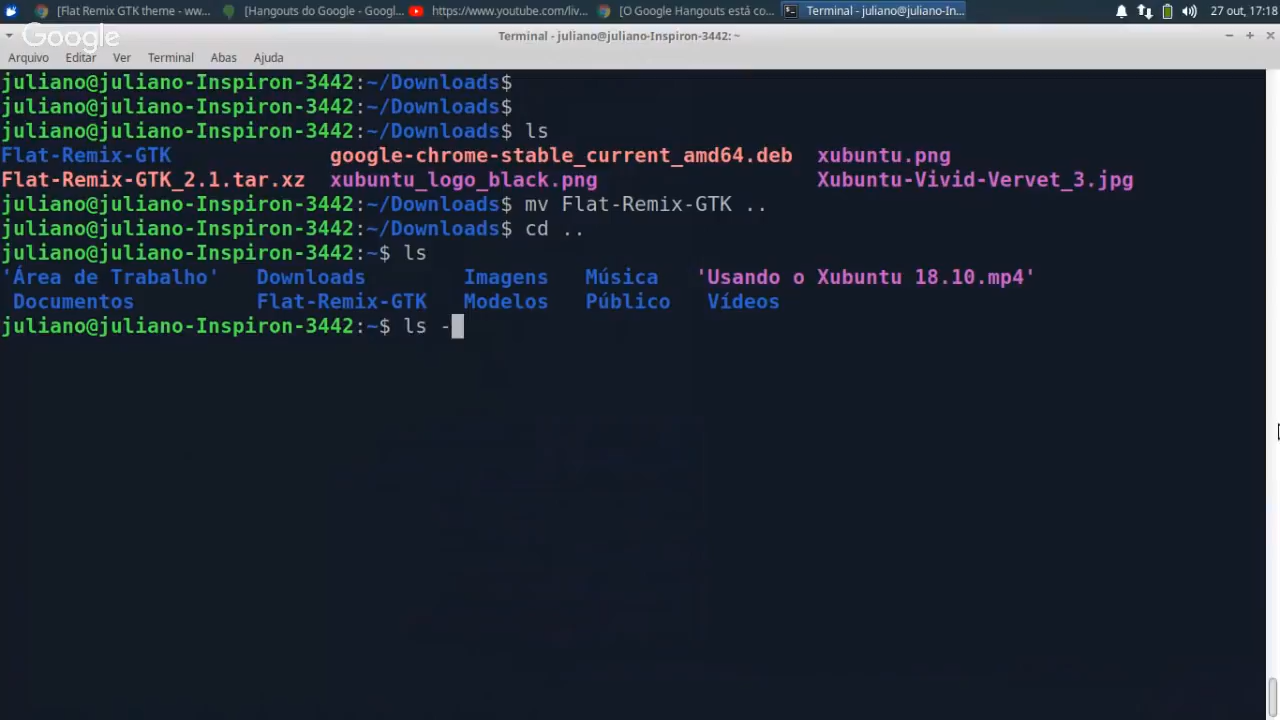 [Flat Remix GTK theme - www... [Hangouts do Google - Googl... https://www.youtube.com/liv... [O Google Hangouts está co... Terminal - juliano@juliano-In... 27 out, 17:18
Google
Terminal - juliano@juliano-Inspiron-3442: ~
Arquivo Editar Ver Terminal Abas Ajuda
juliano@juliano-Inspiron-3442:~/Downloads$
juliano@juliano-Inspiron-3442:~/Downloads$
juliano@juliano-Inspiron-3442:~/Downloads$ ls
Flat-Remix-GTK google-chrome-stable_current_amd64.deb xubuntu.png
Flat-Remix-GTK_2.1.tar.xz xubuntu_logo_black.png Xubuntu-Vivid-Vervet_3.jpg
juliano@juliano-Inspiron-3442:~/Downloads$ mv Flat-Remix-GTK ..
juliano@juliano-Inspiron-3442:~/Downloads$ cd ..
juliano@juliano-Inspiron-3442:~$ ls
'Área de Trabalho' Downloads Imagens Música 'Usando o Xubuntu 18.10.mp4'
Documentos Flat-Remix-GTK Modelos Público Vídeos
juliano@juliano-Inspiron-3442:~$ ls -